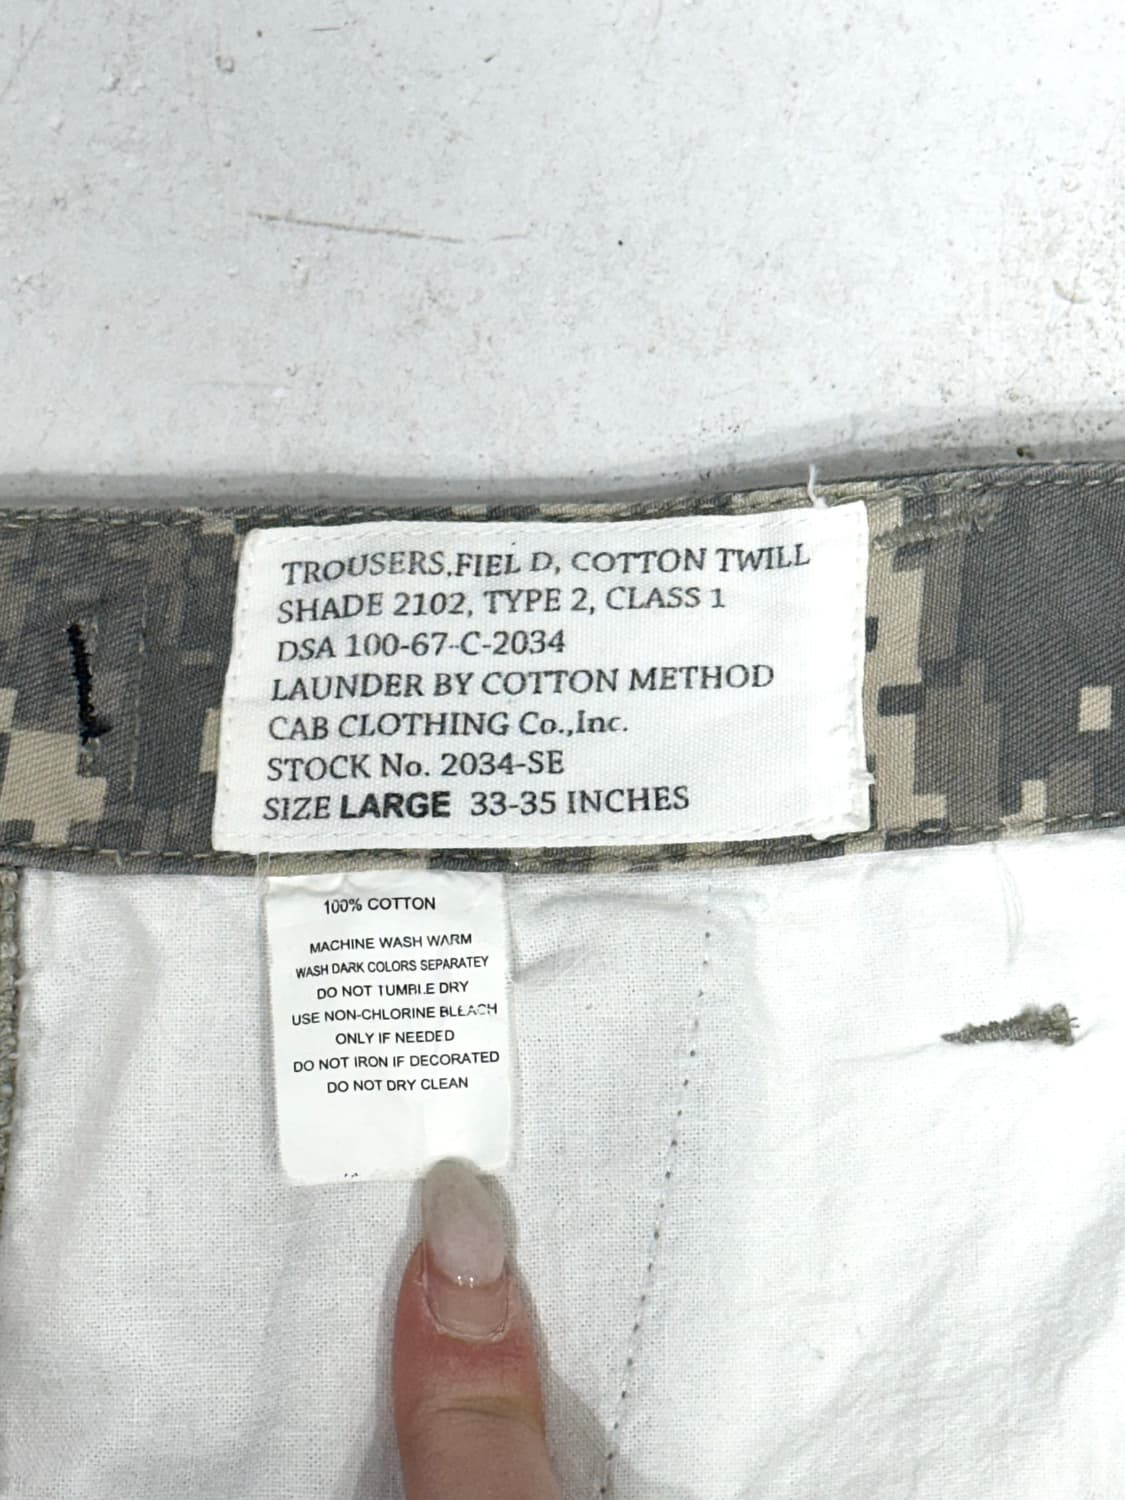 TROUSERS,FIEL D, COTTON TWILL
SHADE 2102, TYPE 2, CLASS 1
DSA 100-67-C-2034
LAUNDER BY COTTON METHOD
CAB CLOTHING Co.,Inc.
STOCK No. 2034-SE
SIZE LARGE 33-35 INCHES
100% COTTON
MACHINE WASH WARM
WASH DARK COLORS SEPARATEY
DO NOT TUMBLE DRY
USE NON-CHLORINE BLEACH
ONLY IF NEEDED
DO NOT IRON IF DECORATED
DO NOT DRY CLEAN